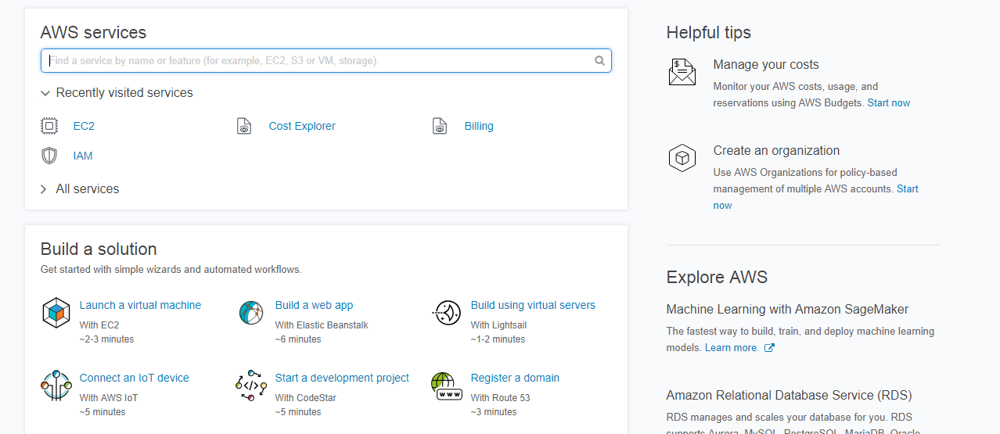 AWS services
Find a service by name or feature (for example, EC2, S3 or VM, storage).
Recently visited services
EC2
Cost Explorer
Billing
IAM
All services
Build a solution
Get started with simple wizards and automated workflows.
Launch a virtual machine
With EC2
~2-3 minutes
Build a web app
With Elastic Beanstalk
~6 minutes
Build using virtual servers
With Lightsail
~1-2 minutes
Connect an IoT device
With AWS IoT
~5 minutes
Start a development project
With CodeStar
~5 minutes
Register a domain
With Route 53
~3 minutes
Helpful tips
Manage your costs
Monitor your AWS costs, usage, and
reservations using AWS Budgets. Start now
Create an organization
Use AWS Organizations for policy-based
management of multiple AWS accounts. Start
now
Explore AWS
Machine Learning with Amazon SageMaker
The fastest way to build, train, and deploy machine learning
models. Learn more.
Amazon Relational Database Service (RDS)
RDS manages and scales your database for you. RDS
supports Aurora, MySQL, PostgreSQL, MariaDB, Oracle,